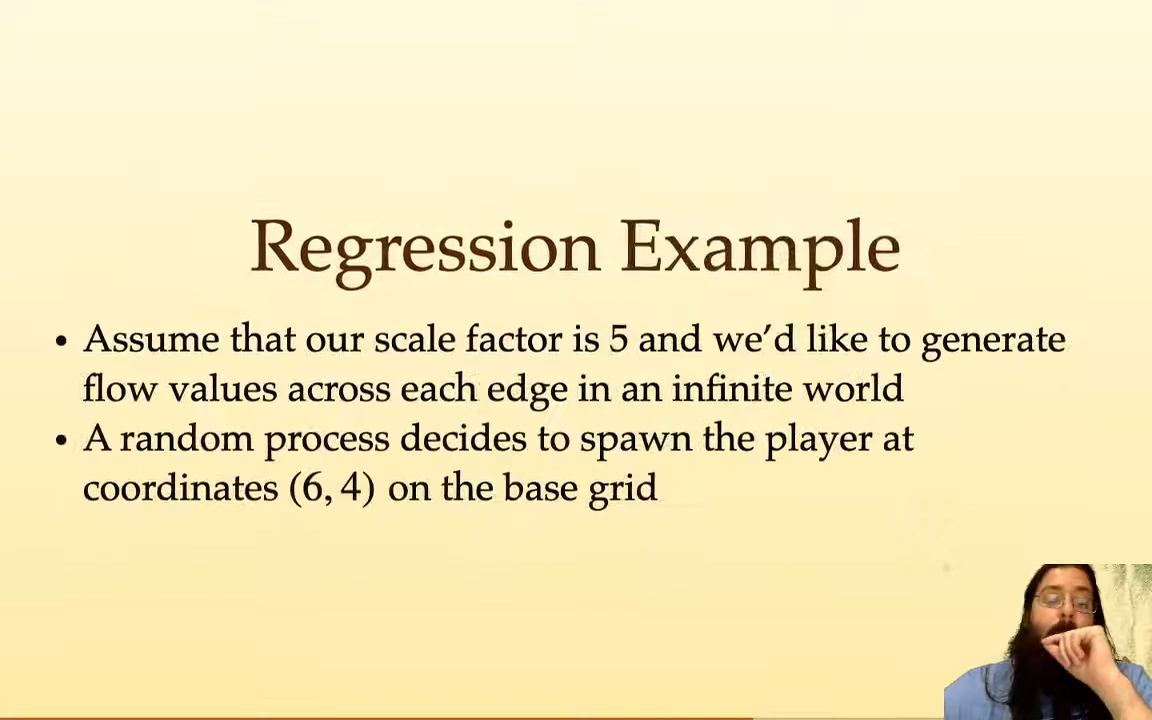 Regression Example
• Assume that our scale factor is 5 and we’d like to generate
flow values across each edge in an infinite world
• A random process decides to spawn the player at
coordinates (6, 4) on the base grid